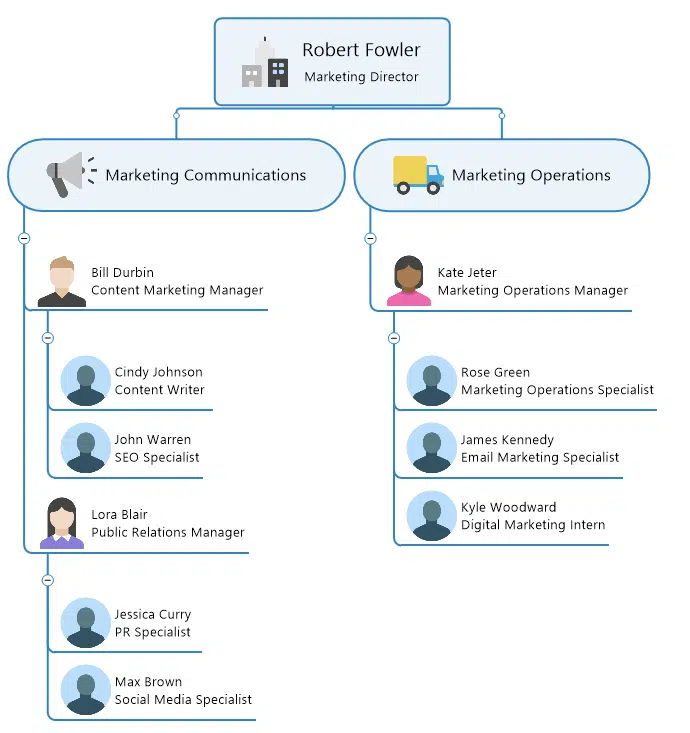 Robert Fowler
Marketing Director
Marketing Communications
Bill Durbin
Content Marketing Manager
Cindy Johnson
Content Writer
John Warren
SEO Specialist
Lora Blair
Public Relations Manager
Jessica Curry
PR Specialist
Max Brown
Social Media Specialist
Marketing Operations
Kate Jeter
Marketing Operations Manager
Rose Green
Marketing Operations Specialist
James Kennedy
Email Marketing Specialist
Kyle Woodward
Digital Marketing Intern